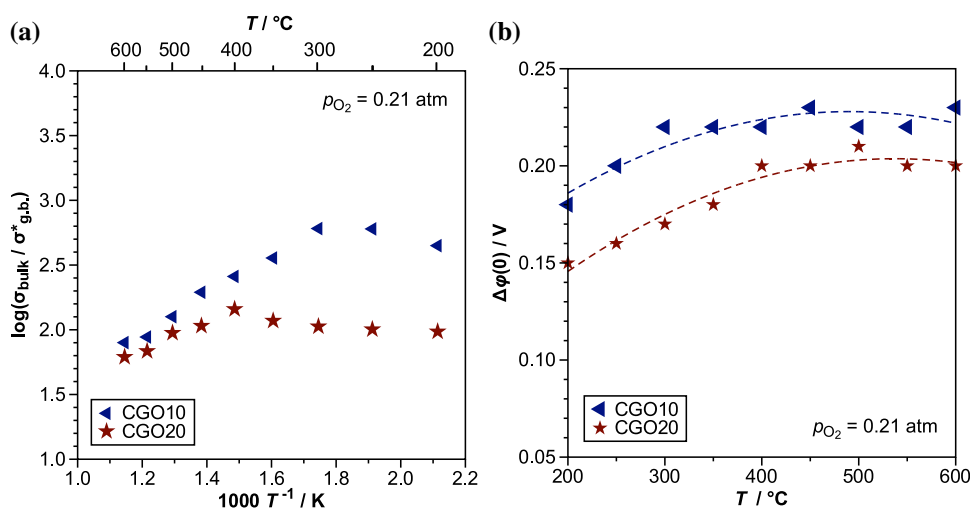 (a)
T / °C
600 500 400 300 200
4.0
3.5
3.0
2.5
2.0
1.5
1.0
log(σbulk / σ*g.b.)
pO2 = 0.21 atm
CGO10
CGO20
1.0 1.2 1.4 1.6 1.8 2.0 2.2
1000 T⁻¹ / K
(b)
0.25
0.20
0.15
0.10
0.05
Δφ(0) / V
CGO10
CGO20
pO2 = 0.21 atm
200 300 400 500 600
T / °C